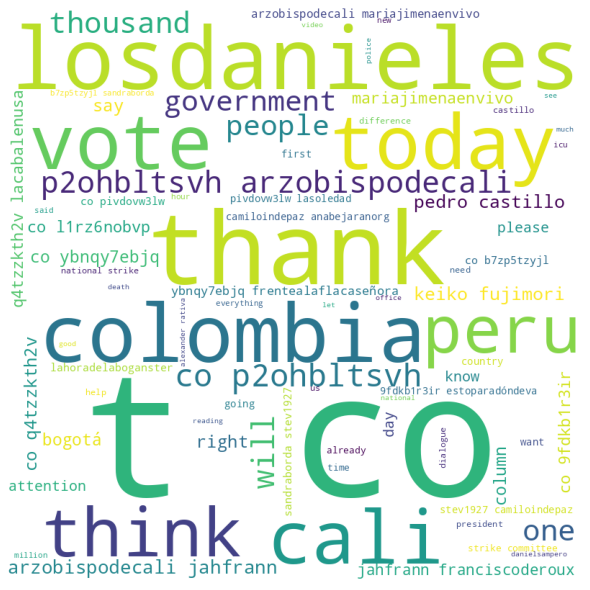 arzobispodecali mariajimenaenvivo
thousand
video
new
losdanieles
police
b7zp5tzyjl sandraborda
say
government
mariajimenaenvivo
see
castillo
difference
much
vote
people
today
first
icu
q4tzzkth2v lacabalenusa
p2ohbltsvh arzobispodecali
hour
pivdovw3lw lasoledad
pedro castillo
co pivdovw3lw
said
camiloindepaz anabejaranorg
co l1rz6nobvp
thank
please
co ybnqy7ebjq
co b7zp5tzyjl
national strike
need
death
ybnqy7ebjq frentealaflacaseñora
keiko fujimori
office
everything
let
alexander rativa
colombia
peru
good
lahoradelaboganster
country
co p2ohbltsvh
us
know
help
9fdkb1r3ir estoparadóndeva
national
co q4tzzkth2v
t co
going
reading
bogotá
right
will
sandraborda stev1927
already
time
day
dialogue
column
want
co 9fdkb1r3ir
attention
think
cali
stev1927 camiloindepaz
president
one
strike committee
million
danielsampero
arzobispodecali jahfrann
jahfrann franciscoderoux